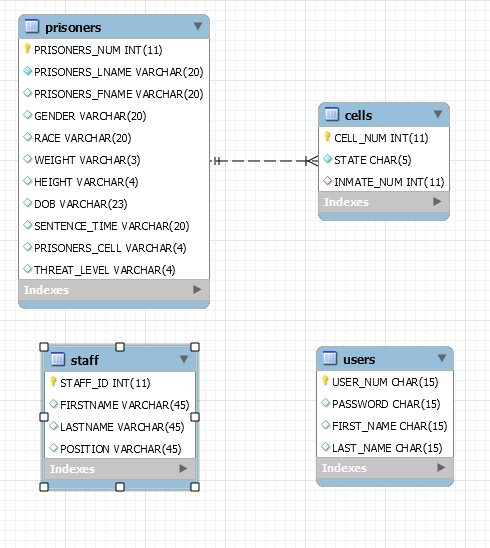 prisoners
PRISONERS_NUM INT(11)
PRISONERS_LNAME VARCHAR(20)
PRISONERS_FNAME VARCHAR(20)
GENDER VARCHAR(20)
RACE VARCHAR(20)
WEIGHT VARCHAR(3)
HEIGHT VARCHAR(4)
DOB VARCHAR(23)
SENTENCE_TIME VARCHAR(20)
PRISONERS_CELL VARCHAR(4)
THREAT_LEVEL VARCHAR(4)
Indexes
cells
CELL_NUM INT(11)
STATE CHAR(5)
INMATE_NUM INT(11)
Indexes
staff
STAFF_ID INT(11)
FIRSTNAME VARCHAR(45)
LASTNAME VARCHAR(45)
POSITION VARCHAR(45)
Indexes
users
USER_NUM CHAR(15)
PASSWORD CHAR(15)
FIRST_NAME CHAR(15)
LAST_NAME CHAR(15)
Indexes